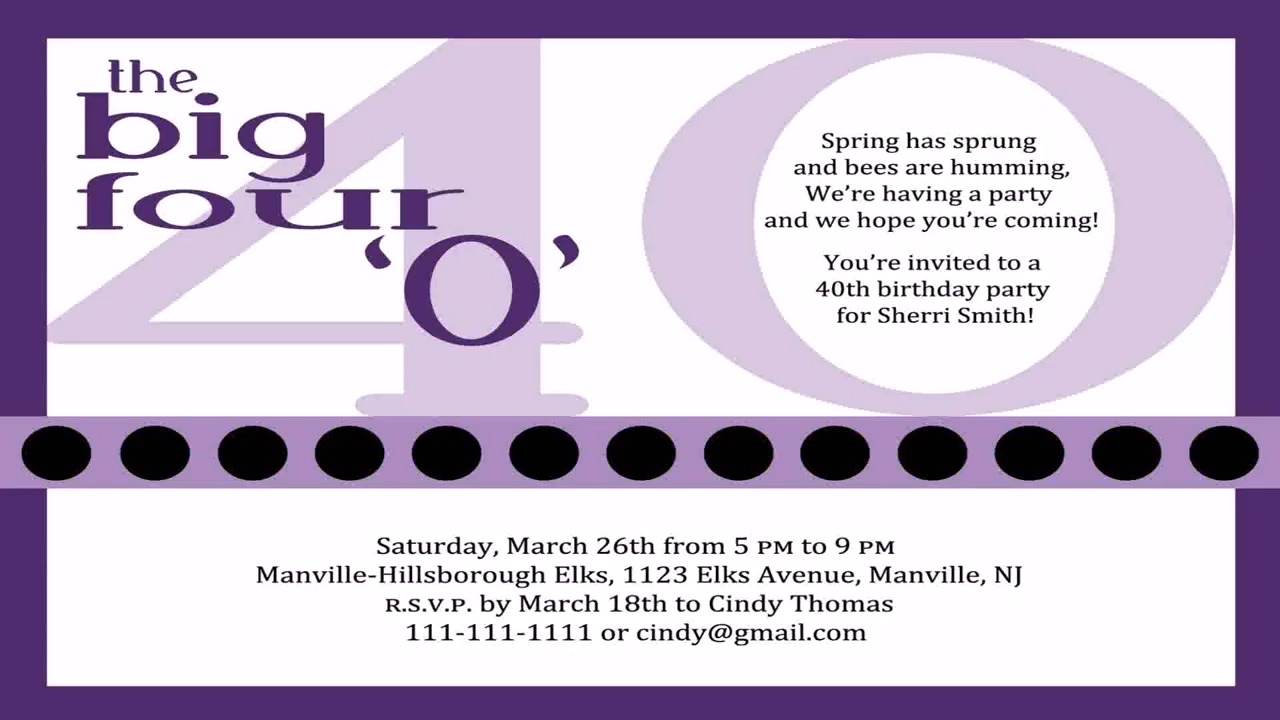 40
the
big
four
‘O’
Spring has sprung
and bees are humming,
We’re having a party
and we hope you’re coming!
You’re invited to a
40th birthday party
for Sherri Smith!
Saturday, March 26th from 5 PM to 9 PM
Manville-Hillsborough Elks, 1123 Elks Avenue, Manville, NJ
R.S.V.P. by March 18th to Cindy Thomas
111-111-1111 or cindy@gmail.com